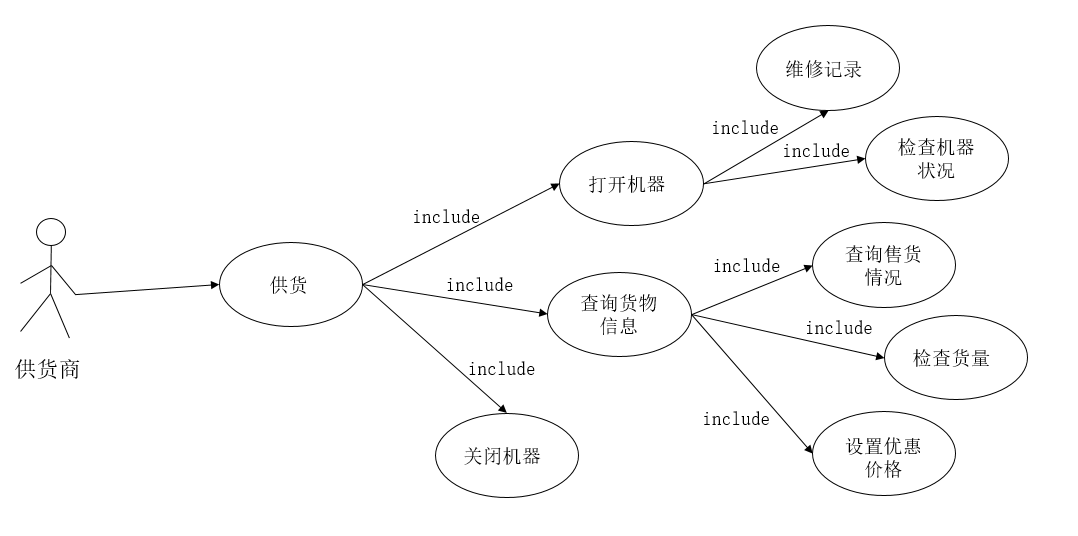 维修记录
include
检查机器
状况
include
打开机器
include
供货
供货商
include
查询货物
信息
include
查询售货
情况
include
检查货量
include
设置优惠
价格
include
关闭机器